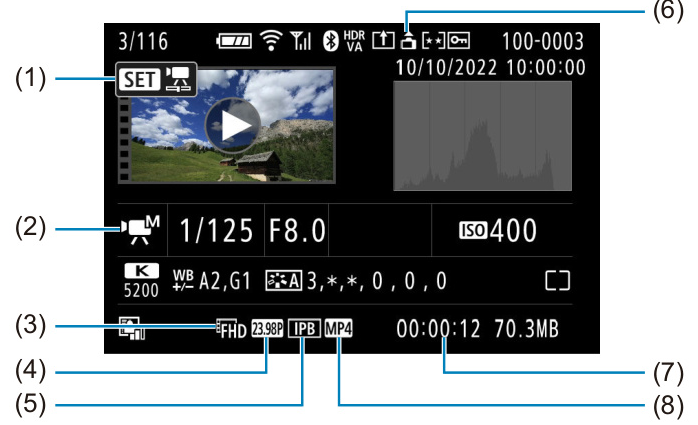 (6)
3/116 HDR VA 100-0003
10/10/2022 10:00:00
(1) SET
(2) M 1/125 F8.0 ISO 400
K 5200 WB +/- A2,G1 A 3,*,*,0,0,0
(3) FHD 23.98P IPB MP4 00:00:12 70.3MB
(4)
(7)
(5)
(8)